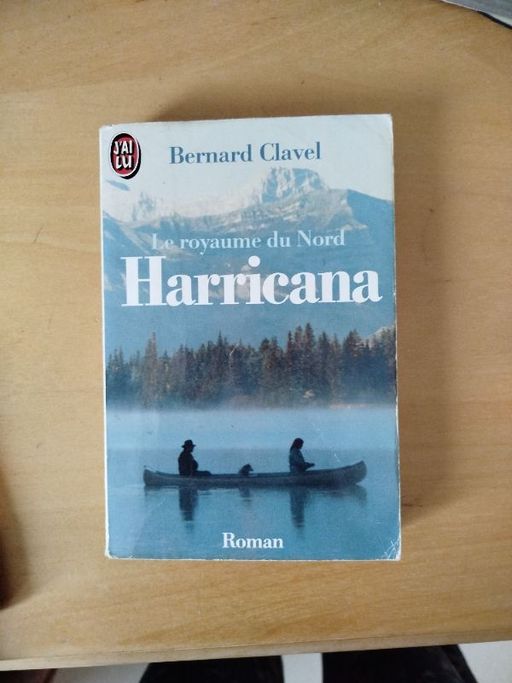 J'AI
LU
Bernard Clavel
Le royaume du Nord
Harricana
Roman